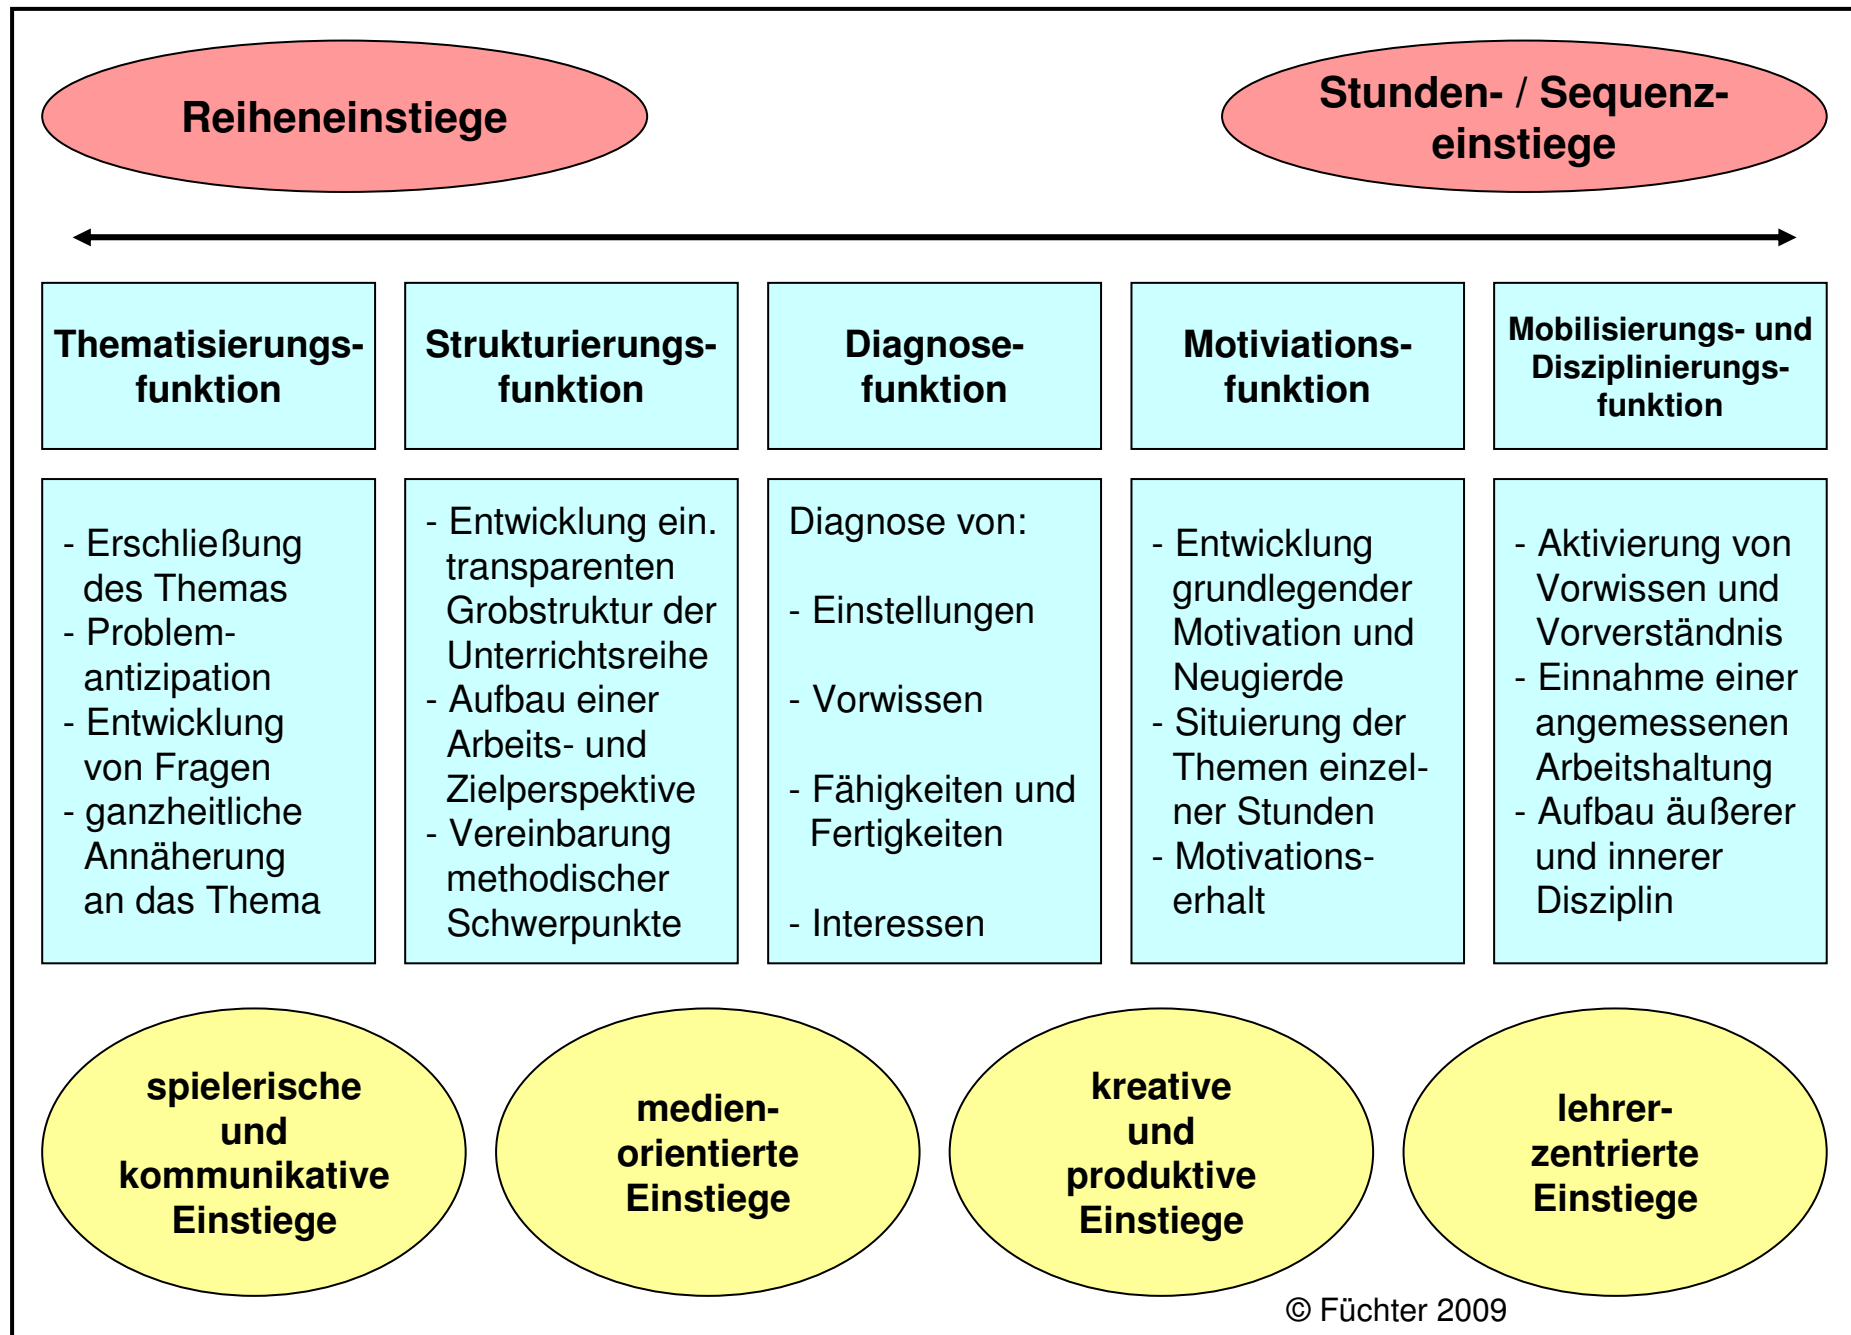 Reiheneinstiege
Stunden- / Sequenz-
einstiege
Thematisierungs-
funktion
Strukturierungs-
funktion
Diagnose-
funktion
Motiviations-
funktion
Mobilisierungs- und
Disziplinierungs-
funktion
- Erschließung
des Themas
- Problem-
antizipation
- Entwicklung
von Fragen
- ganzheitliche
Annäherung
an das Thema
- Entwicklung ein.
transparenten
Grobstruktur der
Unterrichtsreihe
- Aufbau einer
Arbeits- und
Zielperspektive
- Vereinbarung
methodischer
Schwerpunkte
Diagnose von:
- Einstellungen
- Vorwissen
- Fähigkeiten und
Fertigkeiten
- Interessen
- Entwicklung
grundlegender
Motivation und
Neugierde
- Situierung der
Themen einzel-
ner Stunden
- Motivations-
erhalt
- Aktivierung von
Vorwissen und
Vorverständnis
- Einnahme einer
angemessenen
Arbeitshaltung
- Aufbau äußerer
und innerer
Disziplin
spielerische
und
kommunikative
Einstiege
medien-
orientierte
Einstiege
kreative
und
produktive
Einstiege
lehrer-
zentrierte
Einstiege
© Füchter 2009